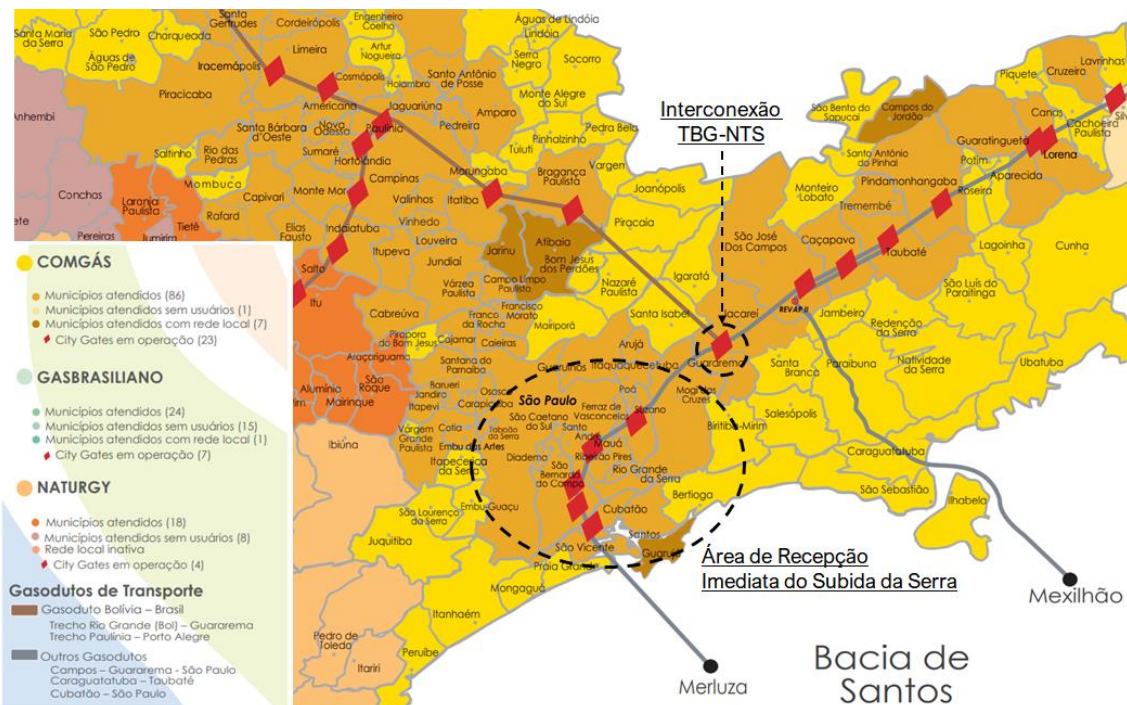 Santa Maria
da Serra
São Pedro
Charqueada
Águas de
São Pedro
Santa
Gertrudes
Cordeirópolis
Engenheiro
Coelho
Águas de
Lindóia
Lindóia
Limeira
Artur
Nogueira
Serra
Negra
Socorro
Iracemápolis
Cosmópolis
Holambra
Santo Antônio
de Posse
Monte Alegre
do Sul
Piracicaba
Americana
Jaguariúna
Amparo
Anhembi
Santa Bárbara
d'Oeste
Nova
Odessa
Paulínia
Pedreira
Pinhalzinho
Pedra Bela
Saltinho
Rio das
Pedras
Sumaré
Hortolândia
Tuiuti
Vargem
Mombuca
Morungaba
Bragança
Paulista
Joanópolis
Conchas
Laranja
Paulista
Capivari
Monte Mor
Campinas
Valinhos
Itatiba
Tietê
Rafard
Elias
Fausto
Indaiatuba
Vinhedo
Piracaia
Pereiras
Jumirim
Itupeva
Louveira
Jundiaí
Jarinu
Atibaia
Bom Jesus
dos Perdões
Salto
Itu
Várzea
Paulista
Campo Limpo
Paulista
Nazaré
Paulista
Igaratá
Cabreúva
Franco
da Rocha
Francisco
Morato
Mairiporã
Santa Isabel
Jacareí
Pirapora
do Bom Jesus
Cajamar
Caieiras
Arujá
Guararema
Araçariguama
Santana do
Parnaíba
Guarulhos
Itaquaquecetuba
Santa
Branca
São
Roque
Alumínio
Mairinque
Barueri
Jandira
Itapevi
Osasco
Carapicuíba
São Paulo
Poá
Mogi das
Cruzes
Suzano
São Caetano
do Sul
Ferraz de
Vasconcelos
Vargem
Grande
Paulista
Cotia
Taboão
da Serra
Santo
André
Mauá
Biritiba-Mirim
Salesópolis
Ibiúna
Embu das Artes
Diadema
Ribeirão Pires
Itapecerica
da Serra
São
Bernardo
do Campo
Rio Grande
da Serra
Embu-Guaçu
São Lourenço
da Serra
Cubatão
Bertioga
Juquitiba
Santos
São Vicente
Guarujá
Praia Grande
Mongaguá
Itanhaém
Pedro de
Toledo
Itariri
Peruíbe
Interconexão
TBG-NTS
São Bento do
Sapucaí
Campos do
Jordão
Piquete
Cruzeiro
Lavrinhas
Canas
Cachoeira
Paulista
Silv
Guaratinguetá
Lorena
Santo Antônio
do Pinhal
Potim
Aparecida
Monteiro
Lobato
Pindamonhangaba
Roseira
Tremembé
São José
Dos Campos
Caçapava
Taubaté
Lagoinha
Cunha
REVAP II
São Luís do
Paraitinga
Jambeiro
Redenção
da Serra
Ubatuba
Paraibuna
Natividade
da Serra
Caraguatatuba
São Sebastião
Ilhabela
Área de Recepção
Imediata do Subida da Serra
Mexilhão
Merluza
Bacia de
Santos
COMGÁS
Municípios atendidos (86)
Municípios atendidos sem usuários (1)
Municípios atendidos com rede local (7)
City Gates em operação (23)
GASBRASILIANO
Municípios atendidos (24)
Municípios atendidos sem usuários (15)
Municípios atendidos com rede local (1)
City Gates em operação (7)
NATURGY
Municípios atendidos (18)
Municípios atendidos sem usuários (8)
Rede local inativa
City Gates em operação (4)
Gasodutos de Transporte
Gasoduto Bolívia – Brasil
Trecho Rio Grande (Bol) – Guararema
Trecho Paulínia – Porto Alegre
Outros Gasodutos
Campos – Guararema - São Paulo
Caraguatatuba – Taubaté
Cubatão – São Paulo